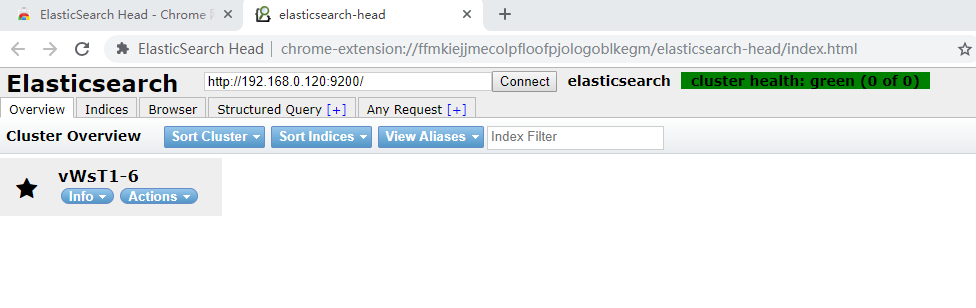 ElasticSearch Head - Chrome
elasticsearch-head
ElasticSearch Head | chrome-extension://ffmkiejjmecolpfloofpjologoblkegm/elasticsearch-head/index.html
Elasticsearch http://192.168.0.120:9200/ Connect elasticsearch cluster health: green (0 of 0)
Overview Indices Browser Structured Query [+] Any Request [+]
Cluster Overview Sort Cluster Sort Indices View Aliases Index Filter
vWsT1-6
Info Actions